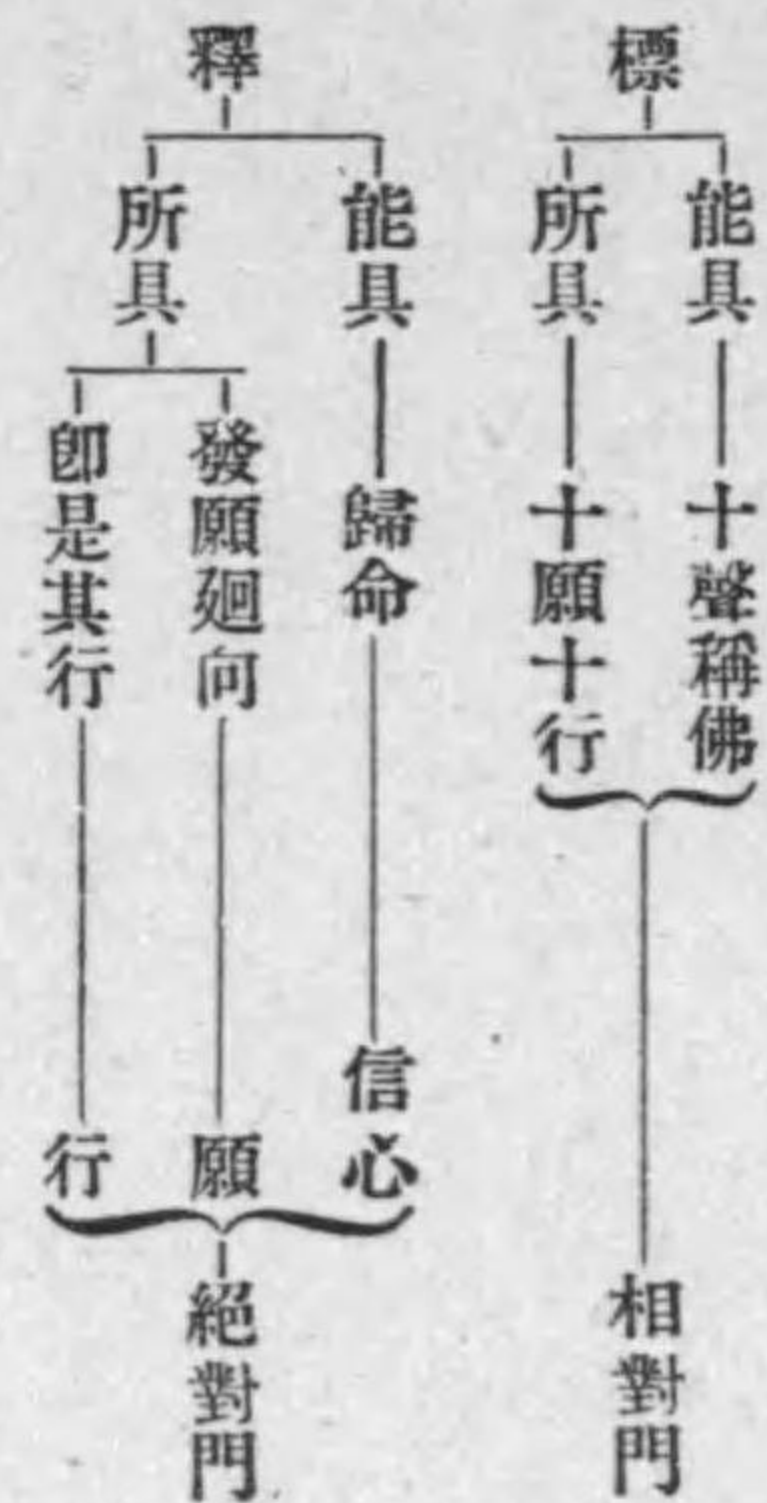 標
能具
十聲稱佛
所具
十願十行
相對門
釋
能具
歸命
信心
所具
發願廻向
願
卽是其行
行
絕對門